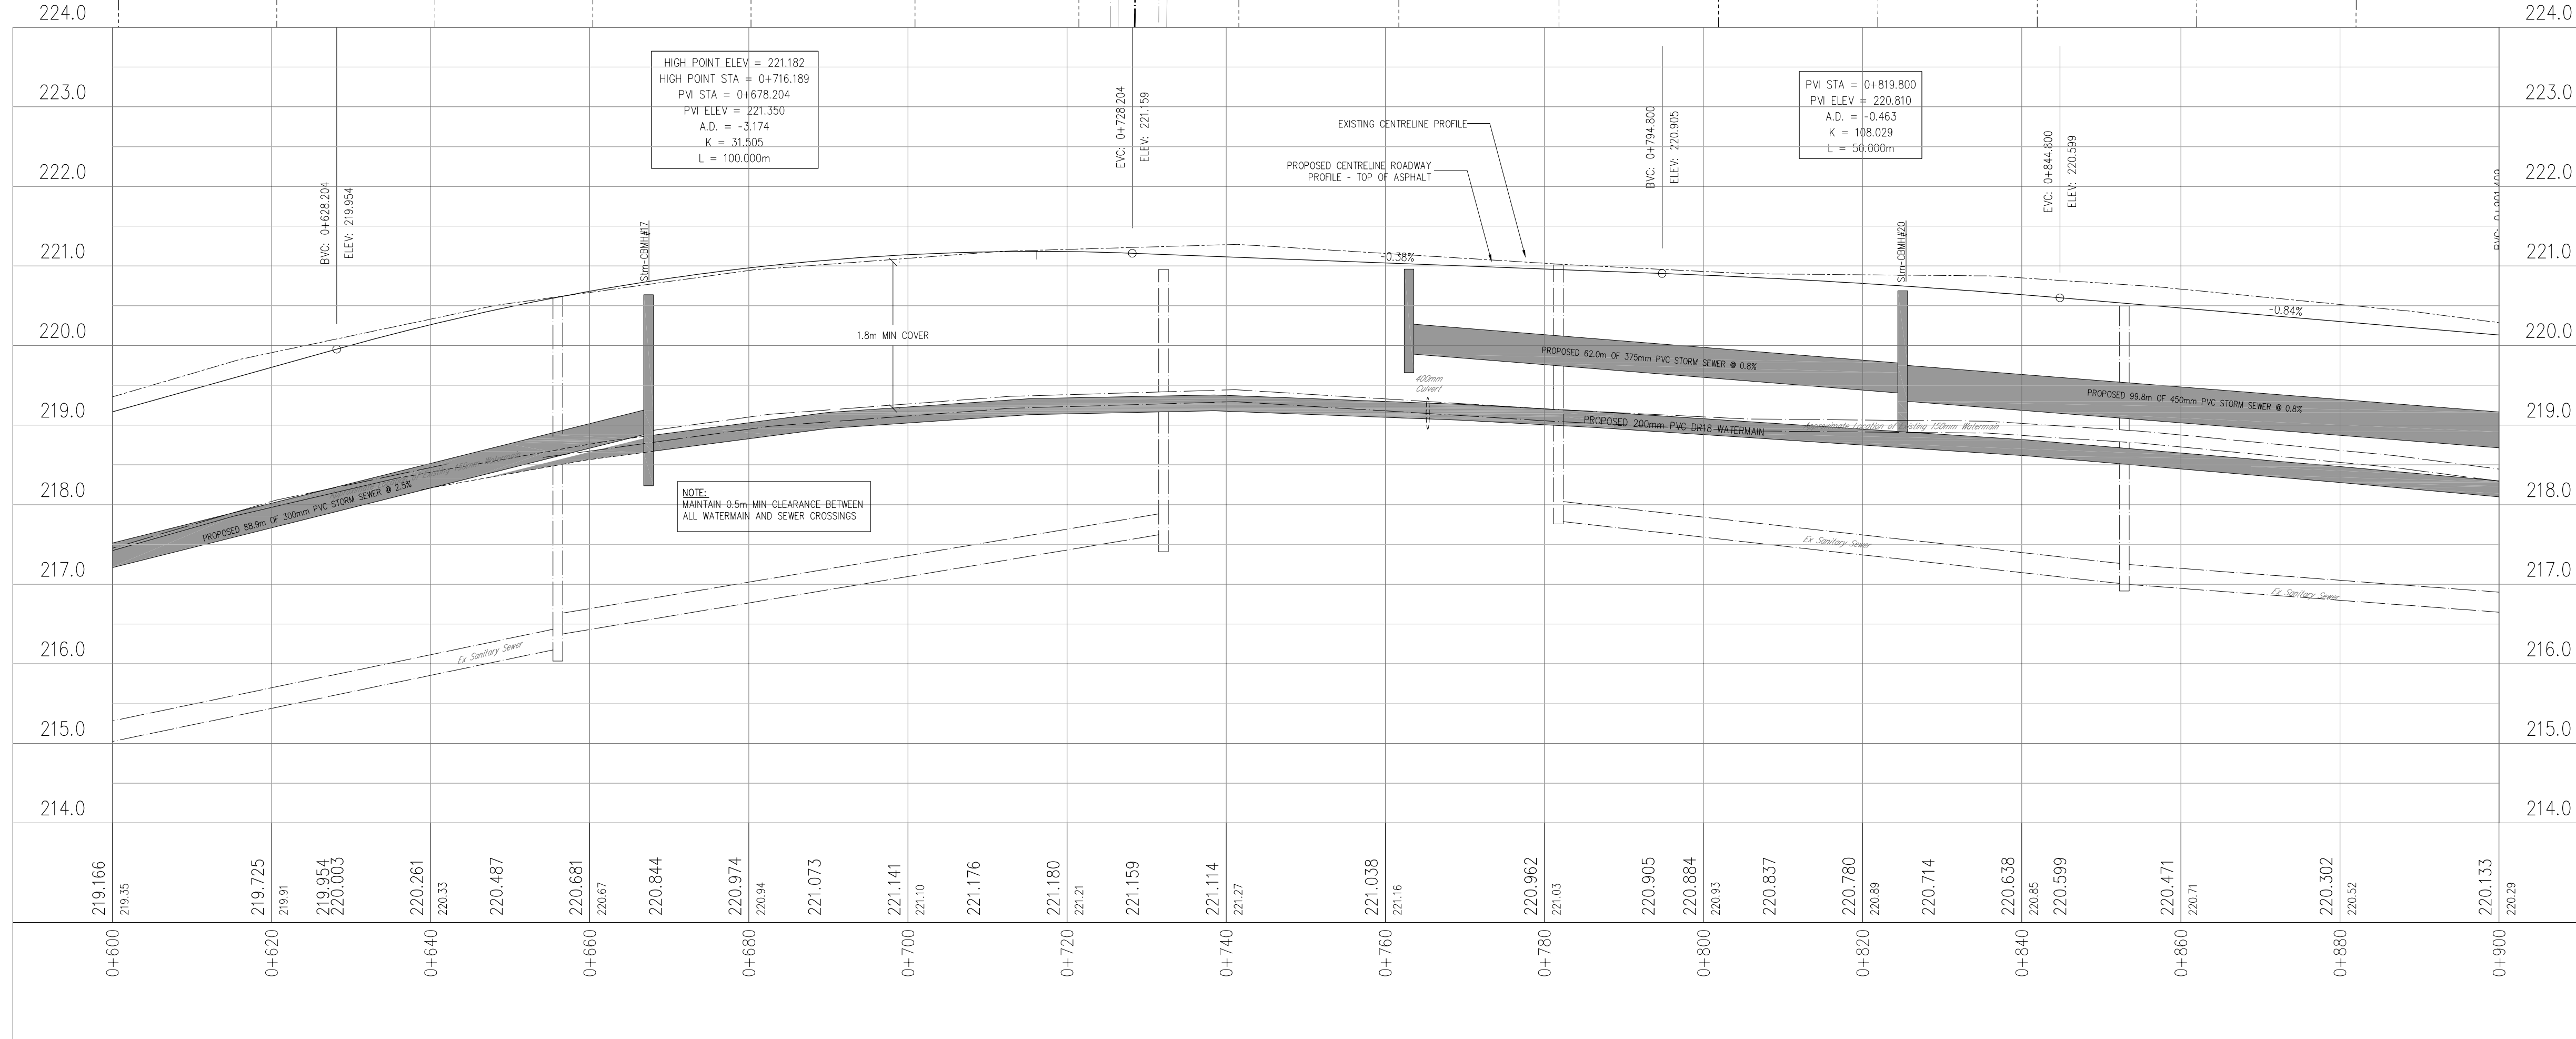 224.0
224.0
223.0
223.0
222.0
222.0
221.0
221.0
220.0
220.0
219.0
219.0
218.0
218.0
217.0
217.0
216.0
216.0
215.0
215.0
214.0
214.0
BVC: 0+628.204
ELEV: 219.954
HIGH POINT ELEV = 221.182
HIGH POINT STA = 0+716.189
PVI STA = 0+678.204
PVI ELEV = 221.350
A.D. = -3.174
K = 31.505
L = 100.000m
Stm-CBMH#17
EVC: 0+728.204
ELEV: 221.159
EXISTING CENTRELINE PROFILE
PROPOSED CENTRELINE ROADWAY
PROFILE - TOP OF ASPHALT
BVC: 0+794.800
ELEV: 220.905
PVI STA = 0+819.800
PVI ELEV = 220.810
A.D. = -0.463
K = 108.029
L = 50.000m
Stm-CBMH#20
EVC: 0+844.800
ELEV: 220.599
BVC: 0+901.409
-0.38%
-0.84%
1.8m MIN COVER
400mm
Culvert
PROPOSED 62.0m OF 375mm PVC STORM SEWER @ 0.8%
PROPOSED 99.8m OF 450mm PVC STORM SEWER @ 0.8%
PROPOSED 200mm PVC DR18 WATERMAIN
Approximate Location of Existing 150mm Watermain
PROPOSED 88.9m OF 300mm PVC STORM SEWER @ 2.5%
NOTE:
MAINTAIN 0.5m MIN CLEARANCE BETWEEN
ALL WATERMAIN AND SEWER CROSSINGS
Ex Sanitary Sewer
Ex Sanitary Sewer
Ex Sanitary Sewer
219.166
219.35
219.725
219.91
219.954
220.003
220.261
220.33
220.487
220.681
220.67
220.844
220.974
220.94
221.073
221.141
221.10
221.176
221.180
221.21
221.159
221.114
221.27
221.038
221.16
220.962
221.03
220.905
220.884
220.93
220.837
220.780
220.89
220.714
220.638
220.85
220.599
220.471
220.71
220.302
220.52
220.133
220.29
0+600
0+620
0+640
0+660
0+680
0+700
0+720
0+740
0+760
0+780
0+800
0+820
0+840
0+860
0+880
0+900